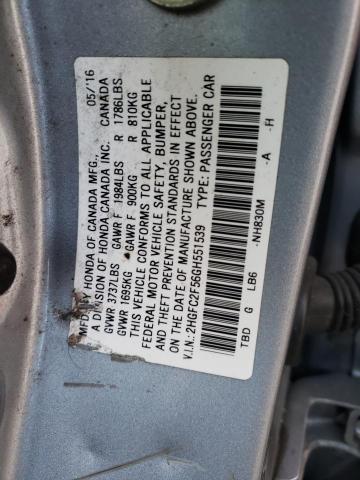 MFD. BY HONDA OF CANADA MFG., 05/'16
A DIVISION OF HONDA CANADA INC. CANADA
GVWR 3737LBS GAWR F 1984LBS R 1786LBS
GVWR 1695KG GAWR F 900KG R 810KG
THIS VEHICLE CONFORMS TO ALL APPLICABLE
FEDERAL MOTOR VEHICLE SAFETY, BUMPER,
AND THEFT PREVENTION STANDARDS IN EFFECT
ON THE DATE OF MANUFACTURE SHOWN ABOVE.
V.I.N.: 2HGFC2F56GH551539 TYPE: PASSENGER CAR
TBD G LB6 -NH830M -A -H